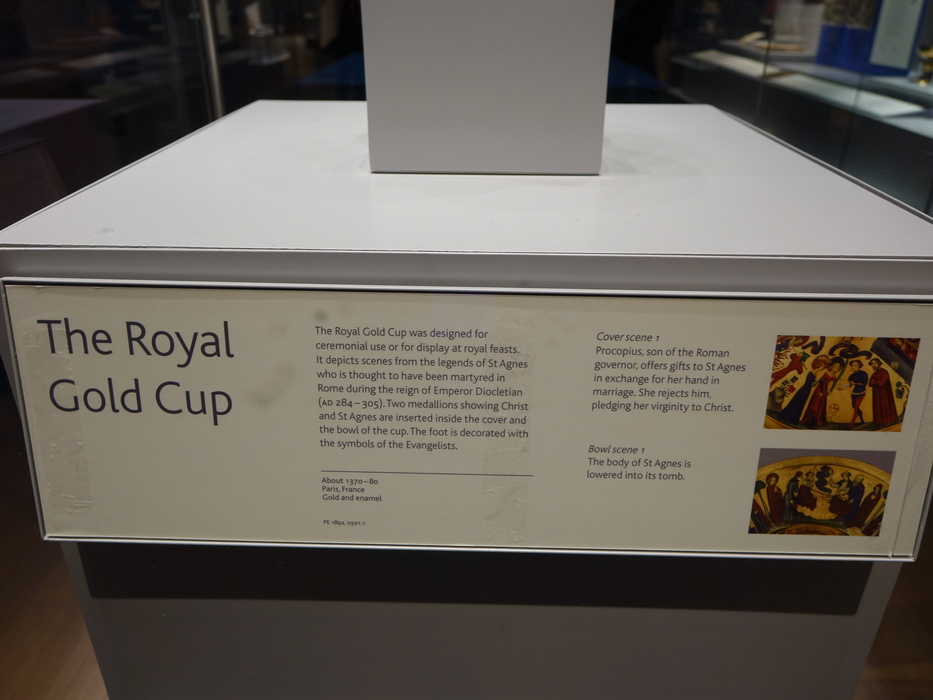 The Royal
Gold Cup
The Royal Gold Cup was designed for
ceremonial use or for display at royal feasts.
It depicts scenes from the legends of St Agnes
who is thought to have been martyred in
Rome during the reign of Emperor Diocletian
(AD 284–305). Two medallions showing Christ
and St Agnes are inserted inside the cover and
the bowl of the cup. The foot is decorated with
the symbols of the Evangelists.
About 1370–80
Paris, France
Gold and enamel
PE 1892, 0501.1
Cover scene 1
Procopius, son of the Roman
governor, offers gifts to St Agnes
in exchange for her hand in
marriage. She rejects him,
pledging her virginity to Christ.
Bowl scene 1
The body of St Agnes is
lowered into its tomb.